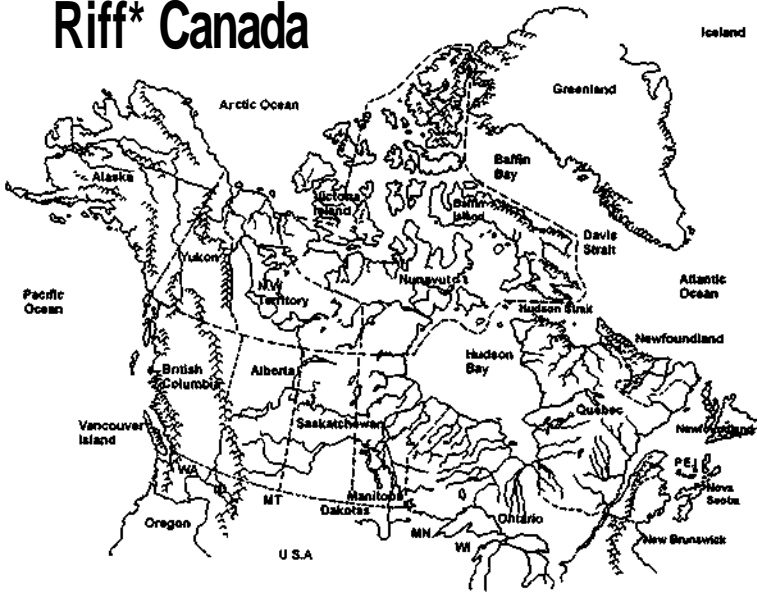 Riff* Canada
Iceland
Greenland
Arctic Ocean
Baffin
Bay
Alaska
Victoria
Island
Baffin
Island
Davis
Strait
Yukon
N.W
Territory
Nunavut
Atlantic
Ocean
Pacific
Ocean
Hudson Strait
Newfoundland
Hudson
Bay
British
Columbia
Alberta
Quebec
Vancouver
Island
Saskatchewan
Newfoundland
P.E.I
WA
ID
MT
Manitoba
Nova
Scotia
Dakotas
Oregon
Ontario
MN
WI
New Brunswick
U S.A